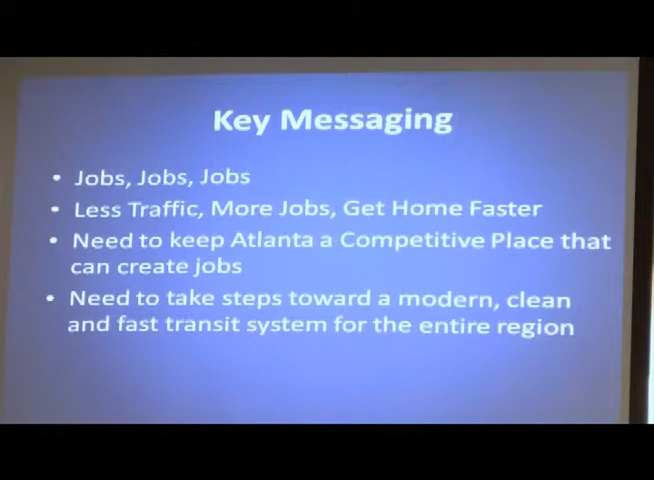 Key Messaging
• Jobs, Jobs, Jobs
• Less Traffic, More Jobs, Get Home Faster
• Need to keep Atlanta a Competitive Place that
can create jobs
• Need to take steps toward a modern, clean
and fast transit system for the entire region